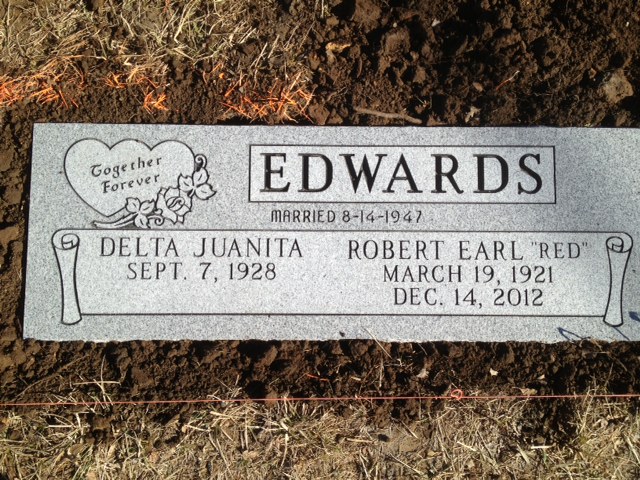 Together
Forever
EDWARDS
MARRIED 8-14-1947
DELTA JUANITA
SEPT. 7, 1928
ROBERT EARL "RED"
MARCH 19, 1921
DEC. 14, 2012